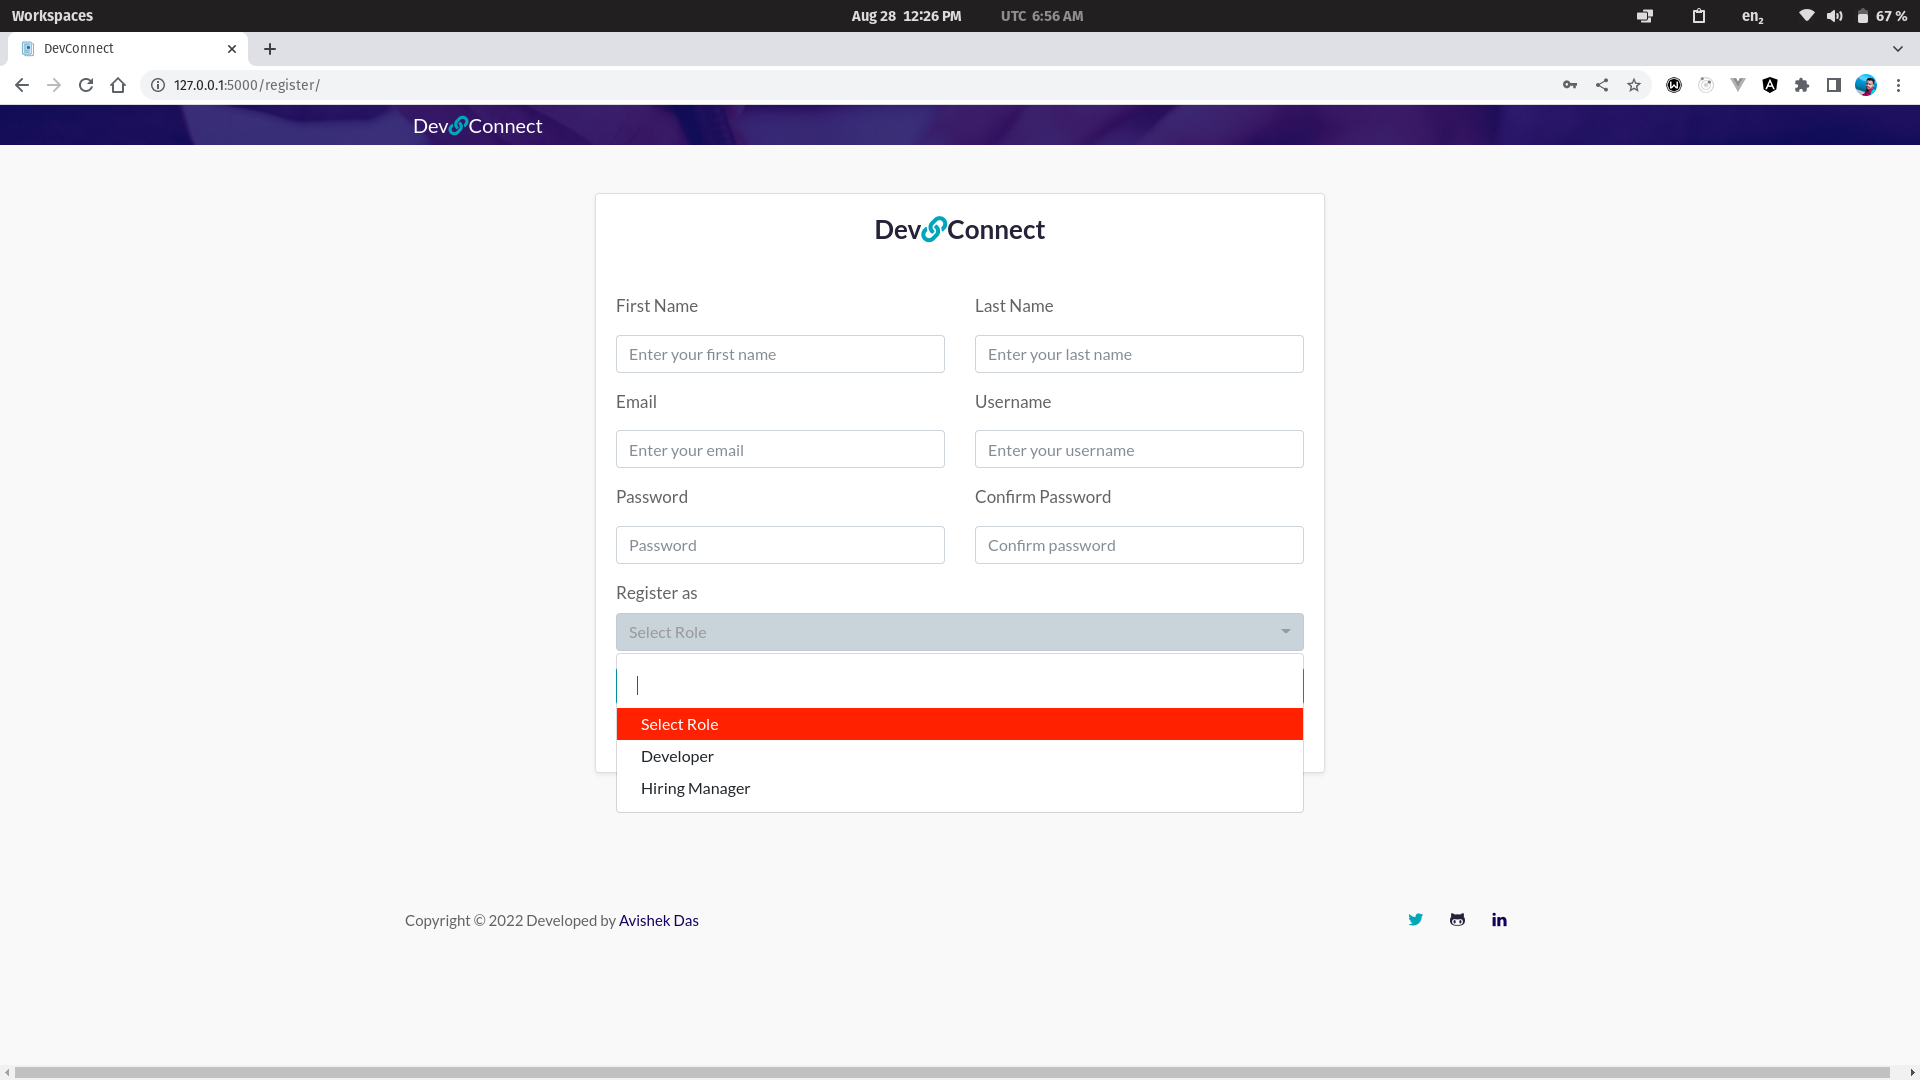 Workspaces
Aug 28 12:26 PM UTC 6:56 AM
en2
67 %
DevConnect
127.0.0.1:5000/register/
DevConnect
DevConnect
First Name
Last Name
Enter your first name
Enter your last name
Email
Username
Enter your email
Enter your username
Password
Confirm Password
Password
Confirm password
Register as
Select Role
Select Role
Developer
Hiring Manager
Copyright © 2022 Developed by Avishek Das